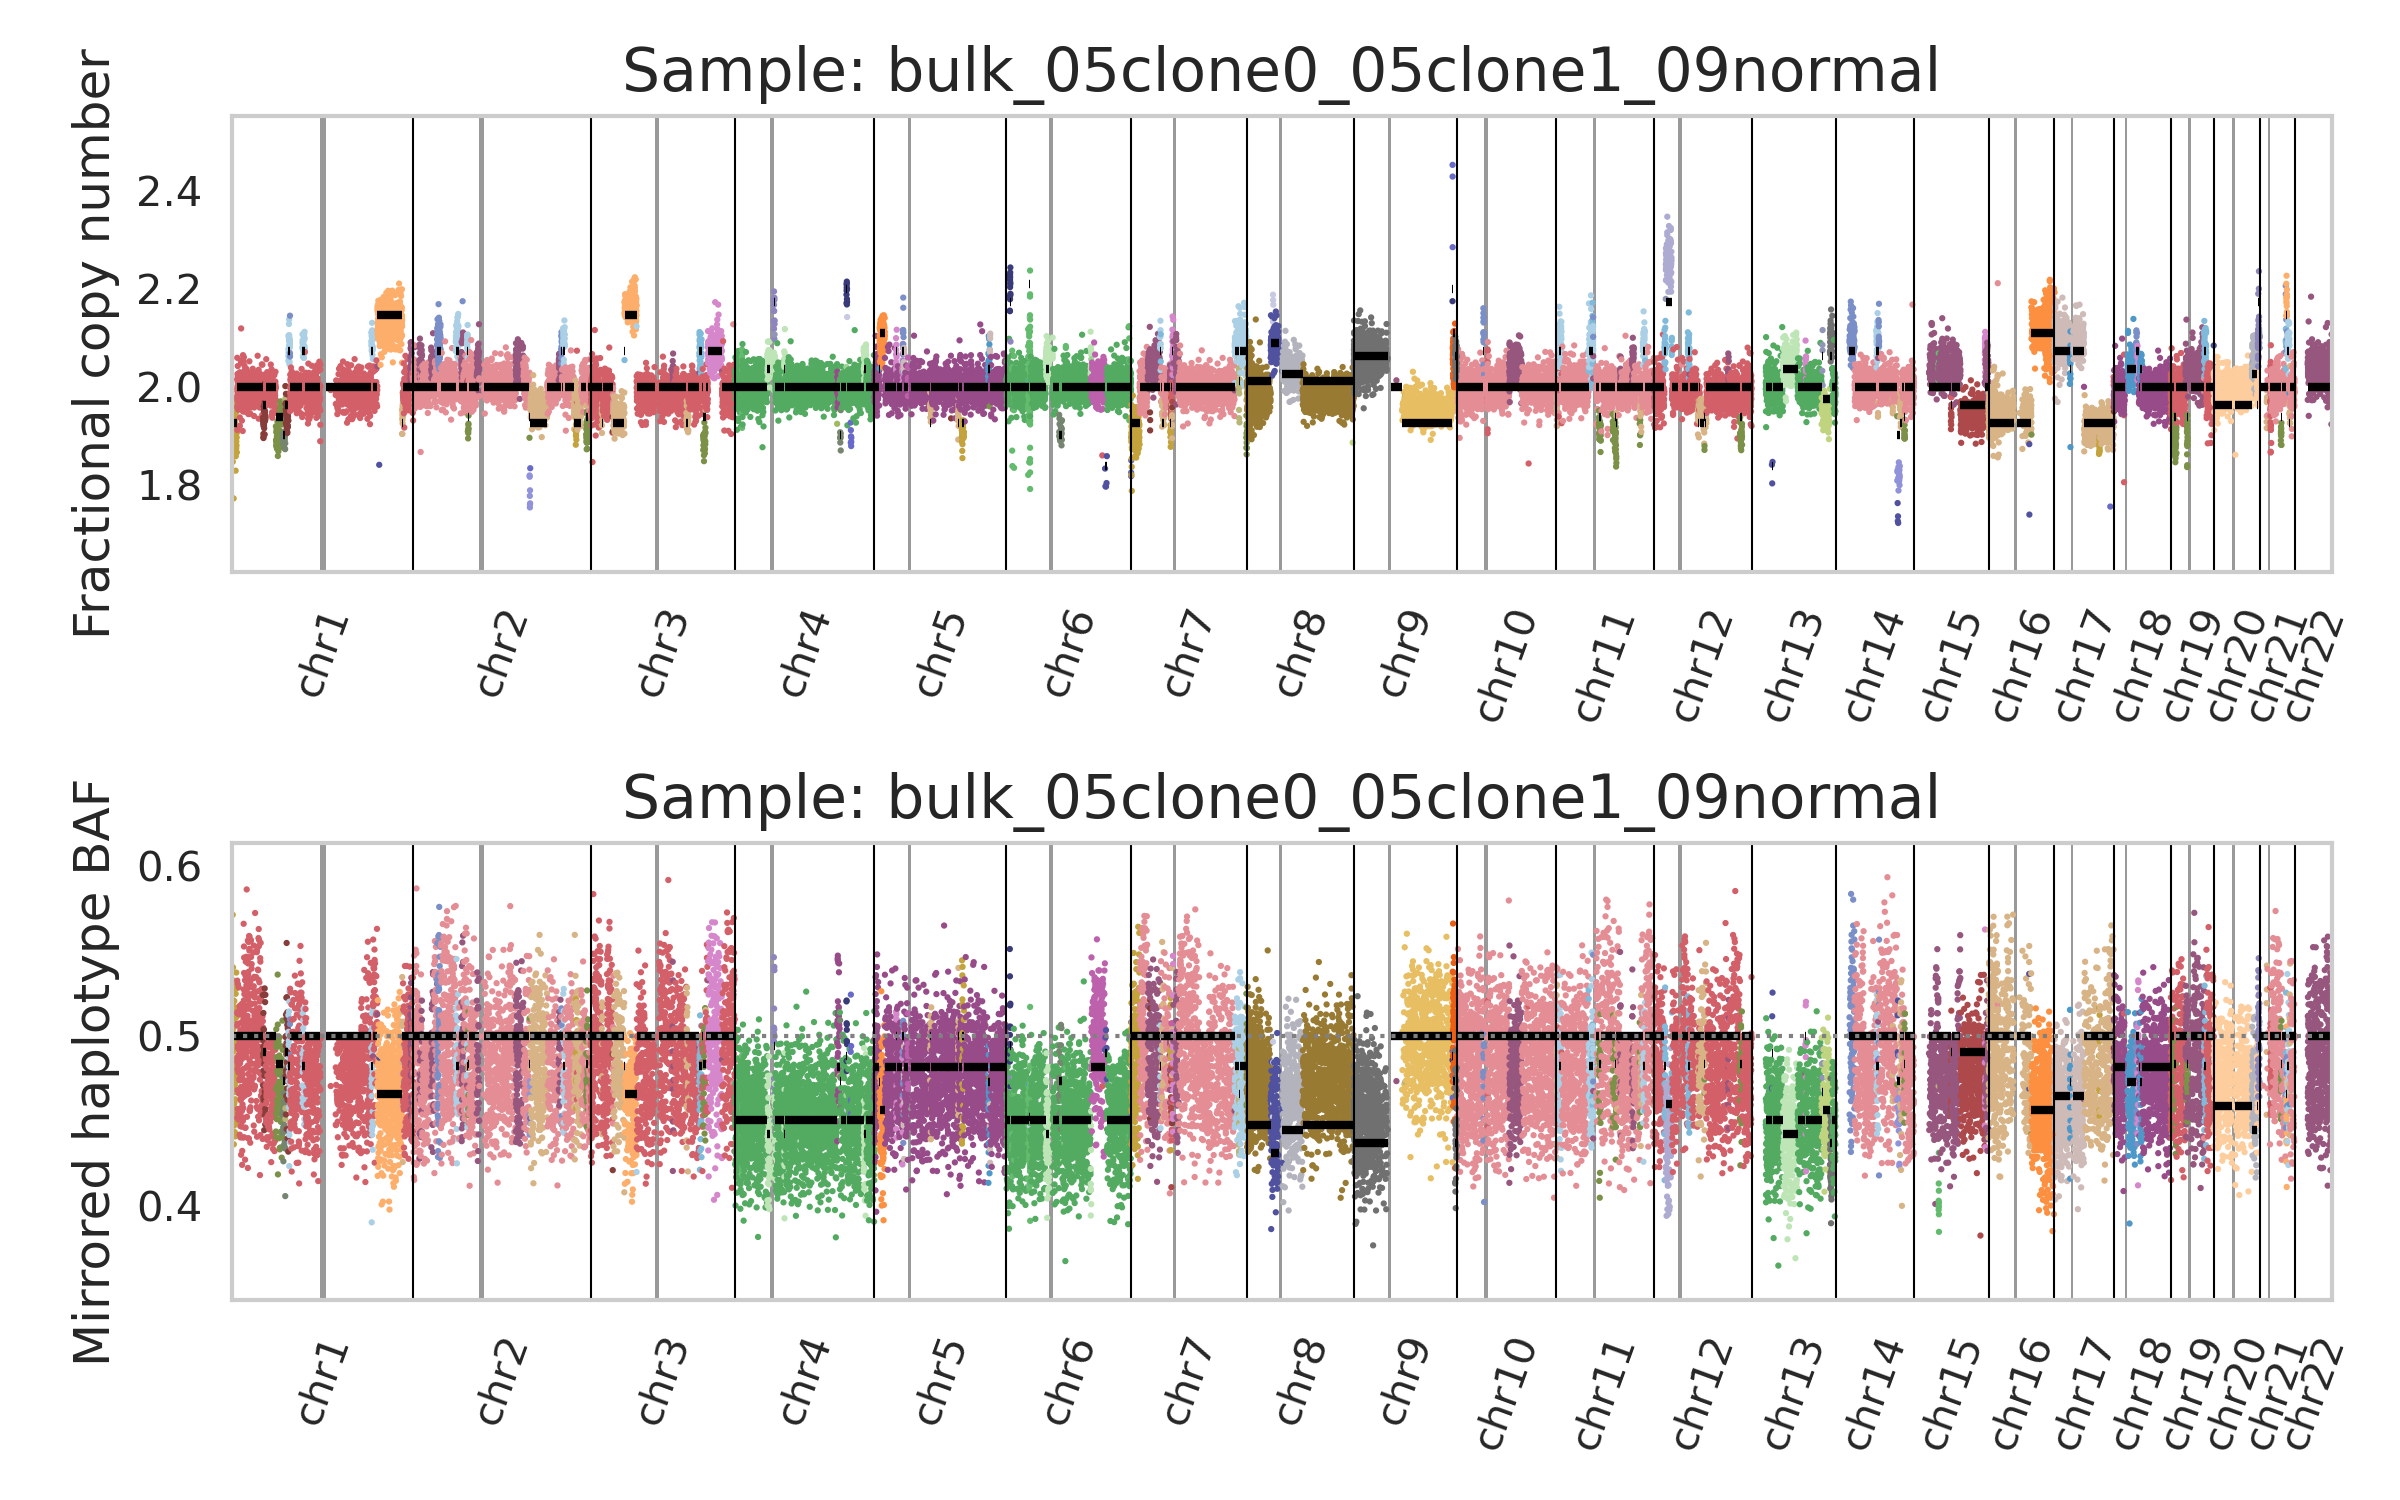 Sample: bulk_05clone0_05clone1_09normal
Fractional copy number
2.4
2.2
2.0
1.8
chr1 chr2 chr3 chr4 chr5 chr6 chr7 chr8 chr9 chr10 chr11 chr12 chr13 chr14 chr15 chr16 chr17 chr18 chr19 chr20 chr21 chr22
Sample: bulk_05clone0_05clone1_09normal
Mirrored haplotype BAF
0.6
0.5
0.4
chr1 chr2 chr3 chr4 chr5 chr6 chr7 chr8 chr9 chr10 chr11 chr12 chr13 chr14 chr15 chr16 chr17 chr18 chr19 chr20 chr21 chr22